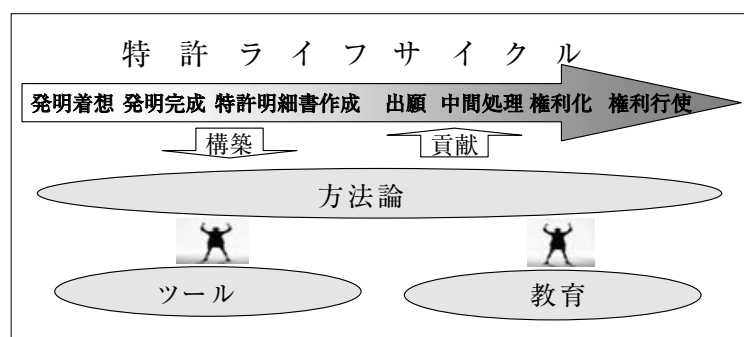 特許ライフサイクル
発明着想 発明完成 特許明細書作成 出願 中間処理 権利化 権利行使
構築 貢献
方法論
ツール 教育